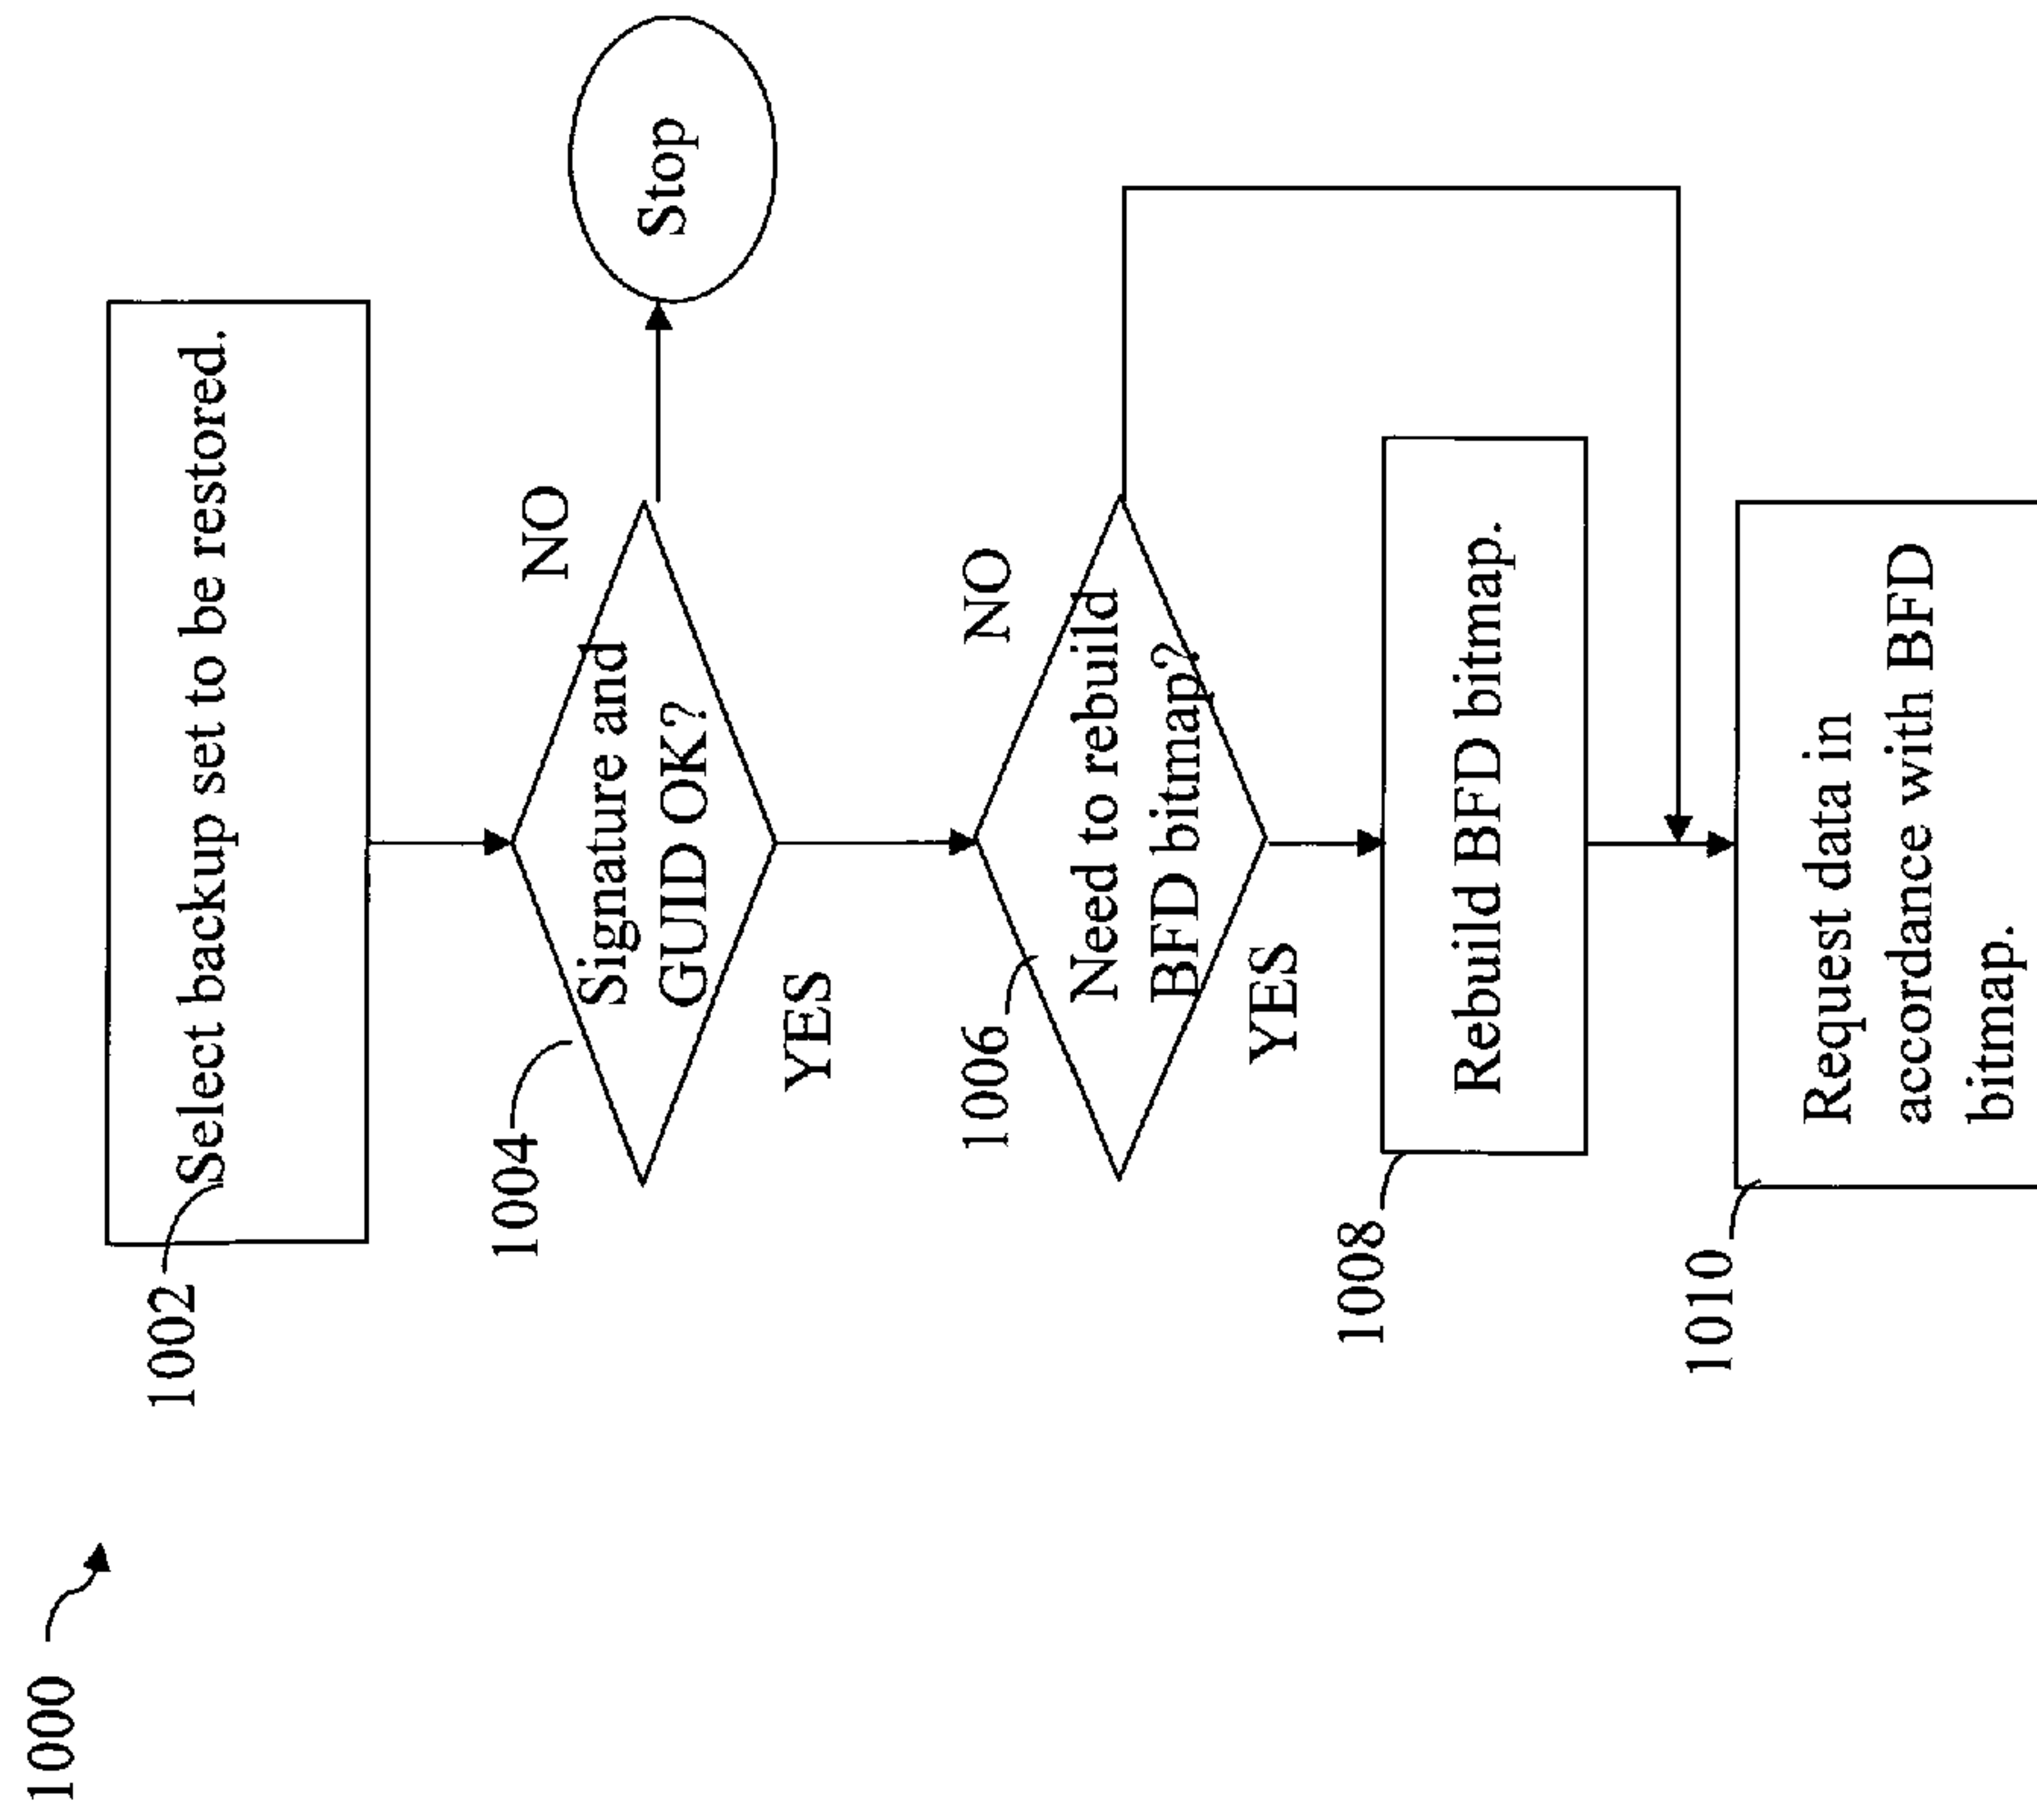 1000
1002
Select backup set to be restored.
1004
Signature and
GUID OK?
NO
Stop
YES
1006
Need to rebuild
BFD bitmap?
NO
YES
1008
Rebuild BFD bitmap.
1010
Request data in
accordance with BFD
bitmap.